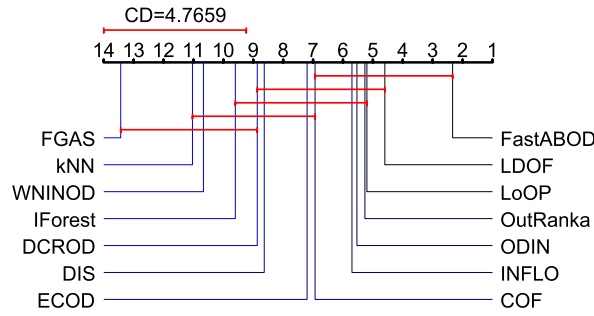 CD=4.7659
14 13 12 11 10 9 8 7 6 5 4 3 2 1
FGAS FastABOD
kNN LDOF
WNINOD LoOP
IForest OutRanka
DCROD ODIN
DIS INFLO
ECOD COF